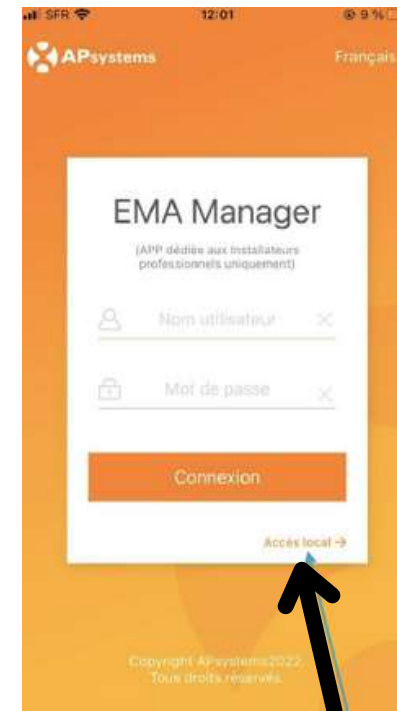 SFR 12:01 9 %
APsystems Français
EMA Manager
(APP dédiée aux installateurs
professionnels uniquement)
Nom utilisateur
Mot de passe
Connexion
Accès local →
Copyright APsystems2022
Tous droits réservés.